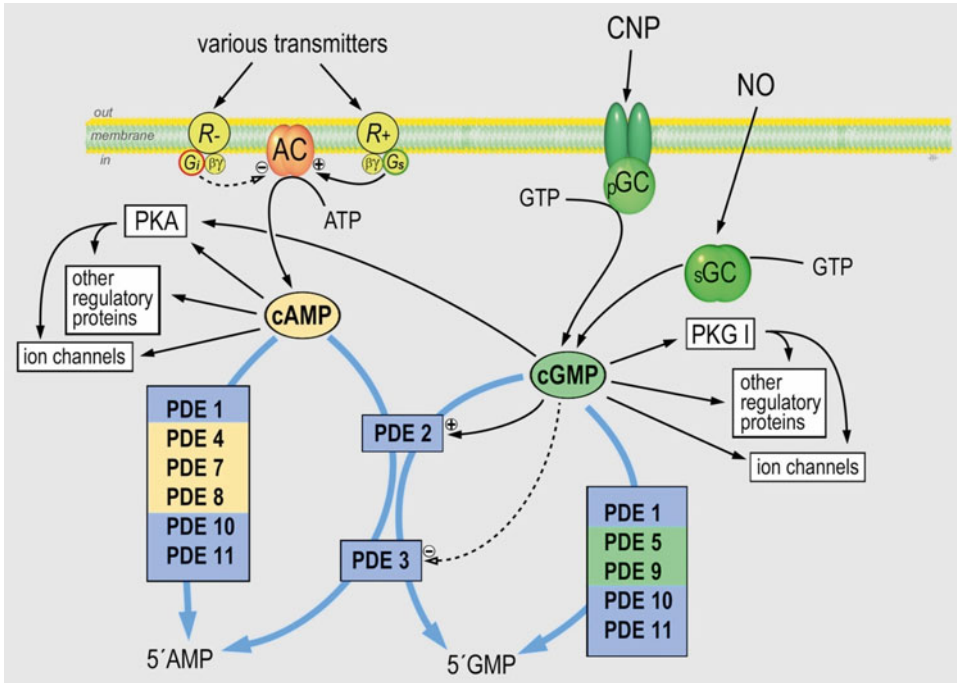 various transmitters
CNP
NO
out
membrane
in
R-
Gi
βγ
AC
R+
βγ
Gs
pGC
GTP
ATP
PKA
sGC
GTP
other
regulatory
proteins
cAMP
ion channels
PKG I
cGMP
other
regulatory
proteins
ion channels
PDE 1
PDE 4
PDE 7
PDE 8
PDE 10
PDE 11
PDE 2
PDE 3
PDE 1
PDE 5
PDE 9
PDE 10
PDE 11
5´AMP
5´GMP